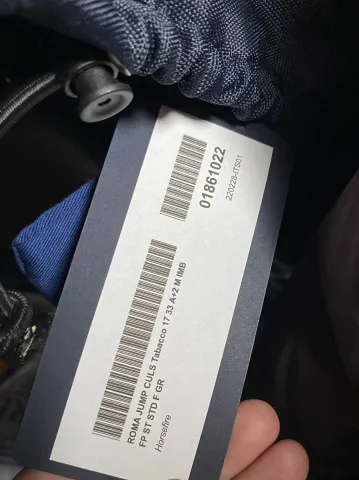 01861022
220228-ITS01
ROMA JUMP CULS Tabacco 17 33 A+2 M IMB
FP ST STD F GR
Horsefire